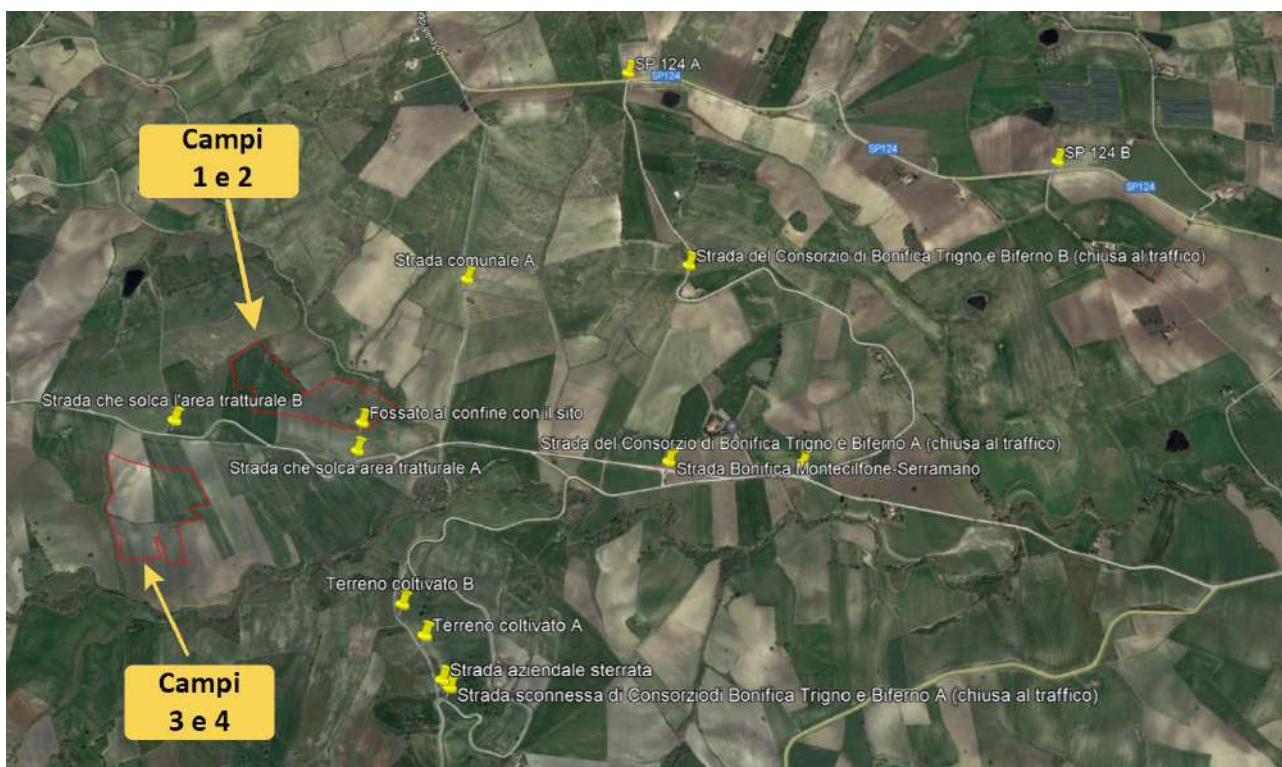 SP 124 A
SP124
SP124
SP 124 B
SP124
Campi
1 e 2
Strada comunale A
Strada del Consorzio di Bonifica Trigno e Biferno B (chiusa al traffico)
Strada che solca l'area tratturale B
Fossato al confine con il sito
Strada che solca area tratturale A
Strada del Consorzio di Bonifica Trigno e Biferno A (chiusa al traffico)
Strada Bonifica Montecilfone-Serramano
Terreno coltivato B
Terreno coltivato A
Strada aziendale sterrata
Strada sconnessa di Consorziodi Bonifica Trigno e Biferno A (chiusa al traffico)
Campi
3 e 4